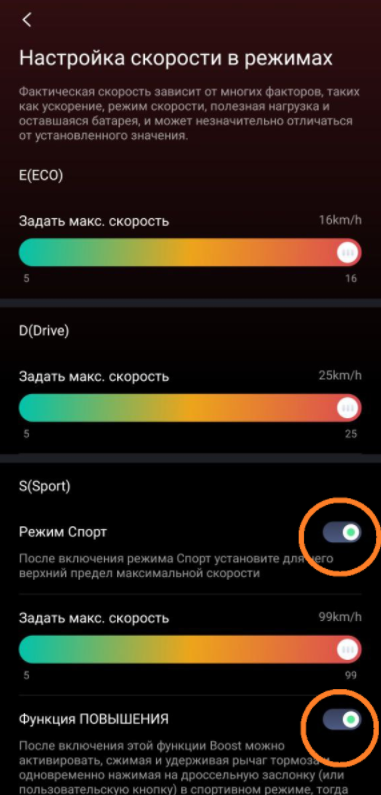 Настройка скорости в режимах
Фактическая скорость зависит от многих факторов, таких
как ускорение, режим скорости, полезная нагрузка и
оставшаяся батарея, и может незначительно отличаться
от установленного значения.
E(ECO)
Задать макс. скорость 16km/h
5 16
D(Drive)
Задать макс. скорость 25km/h
5 25
S(Sport)
Режим Спорт
После включения режима Спорт установите для него
верхний предел максимальной скорости
Задать макс. скорость 99km/h
5 99
Функция ПОВЫШЕНИЯ
После включения этой функции Boost можно
активировать, сжимая и удерживая рычаг тормоза и
одновременно нажимая на дроссельную заслонку (или
пользовательскую кнопку) в спортивном режиме, тогда